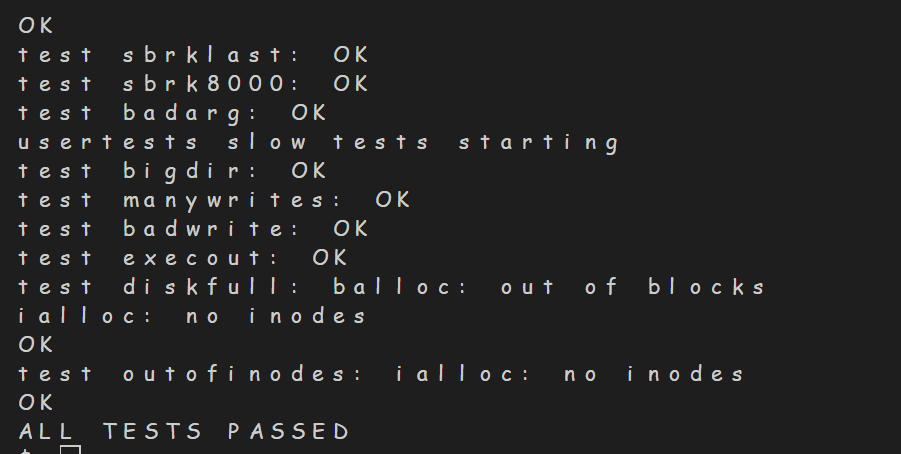 OK
test sbrklast: OK
test sbrk8000: OK
test badarg: OK
usertests slow tests starting
test bigdir: OK
test manywrites: OK
test badwrite: OK
test execout: OK
test diskfull: balloc: out of blocks
ialloc: no inodes
OK
test outofinodes: ialloc: no inodes
OK
ALL TESTS PASSED